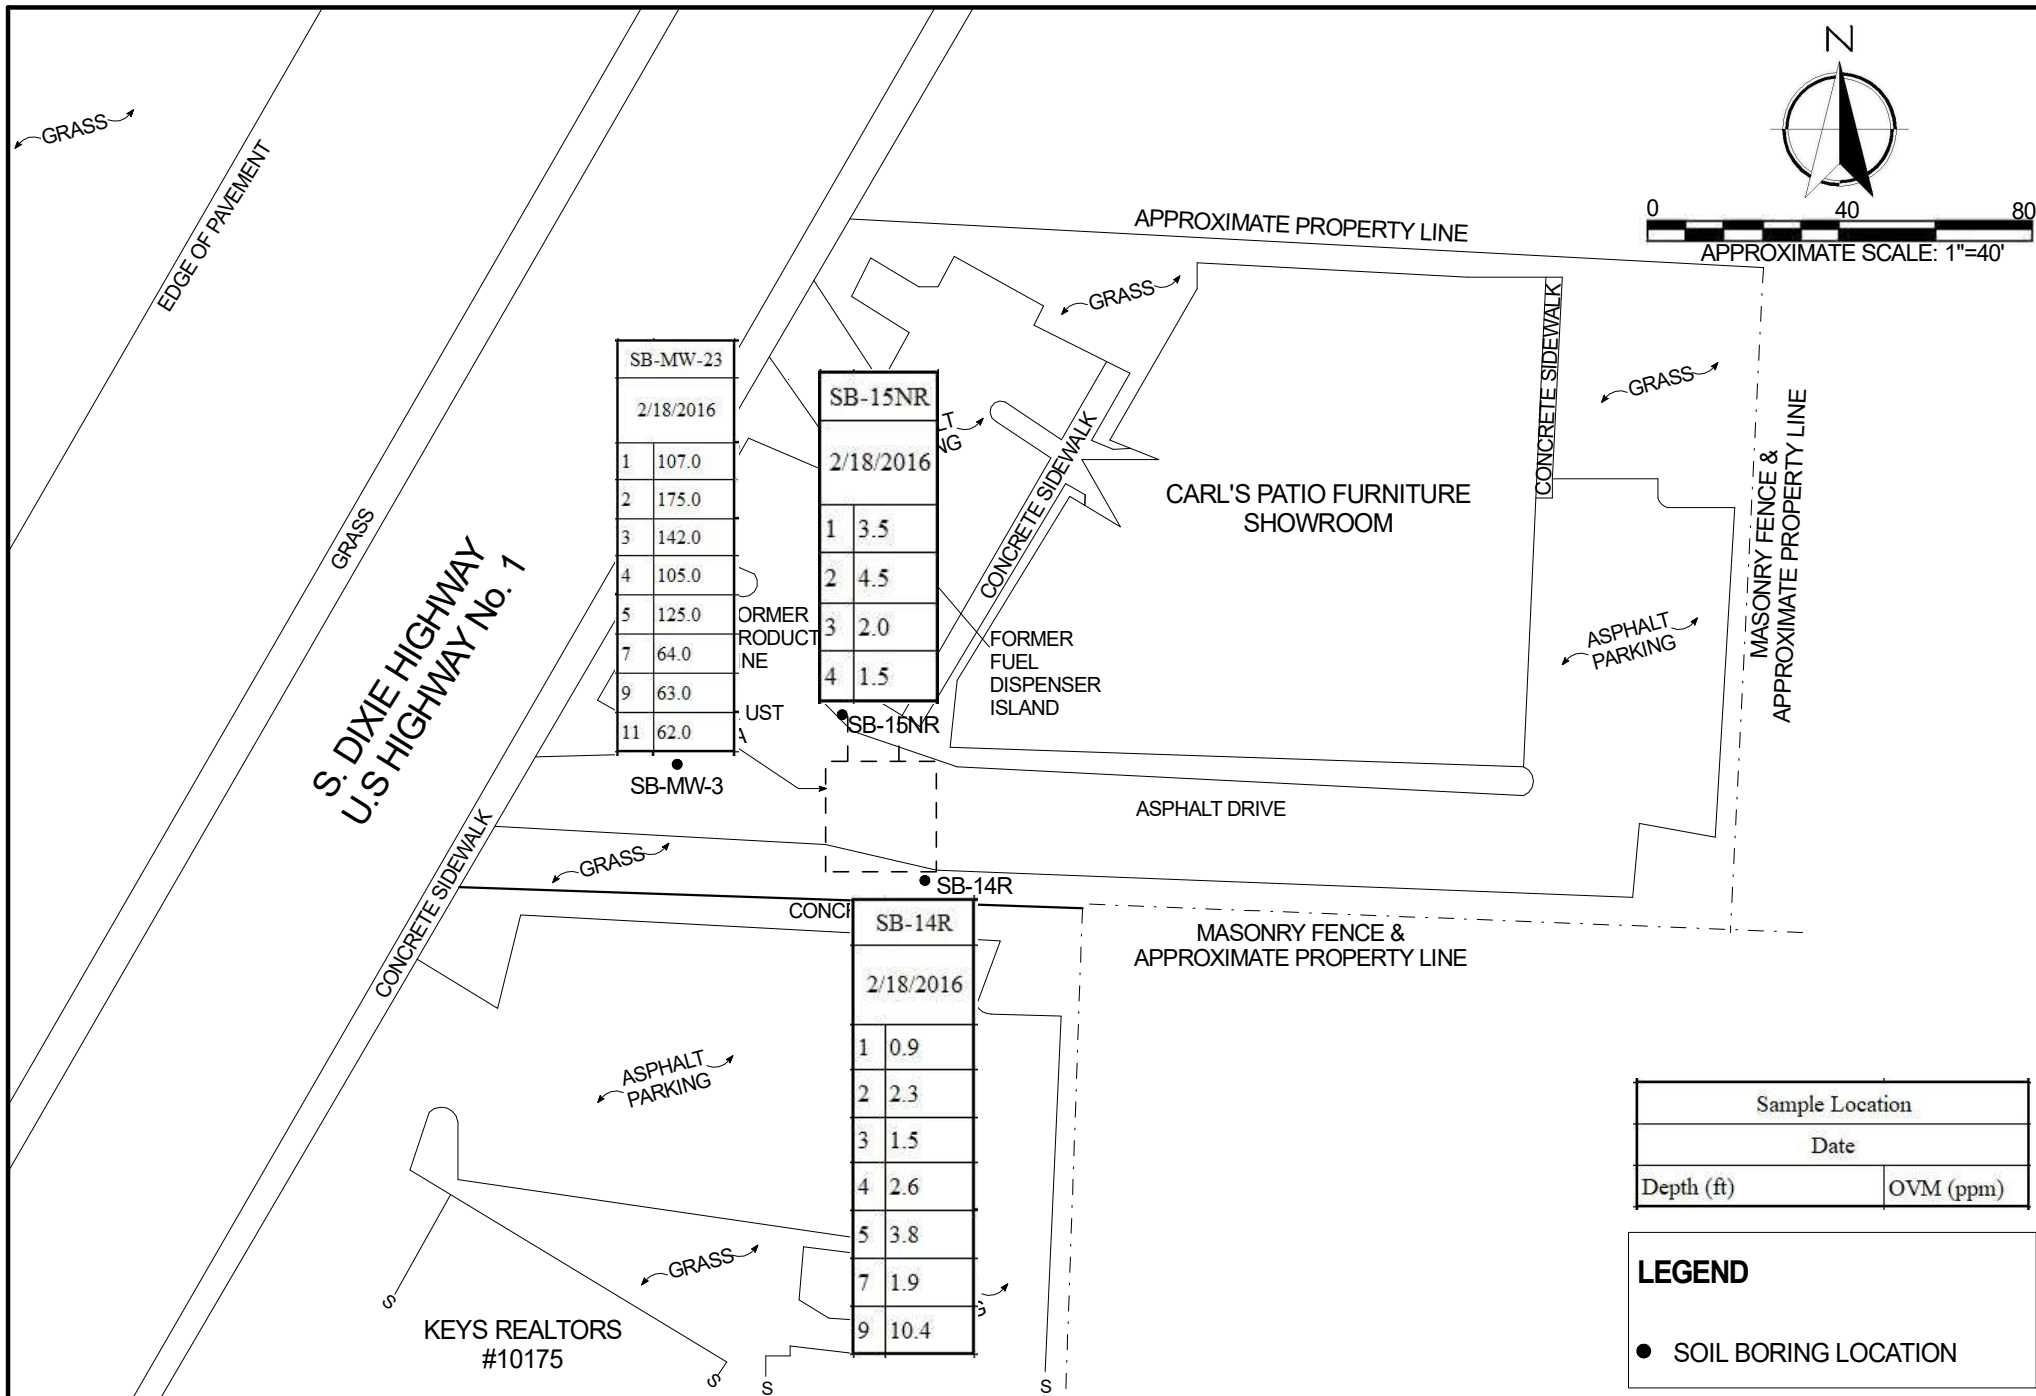 N
0 40 80
APPROXIMATE SCALE: 1"=40'
GRASS
EDGE OF PAVEMENT
GRASS
S. DIXIE HIGHWAY
U.S HIGHWAY No. 1
CONCRETE SIDEWALK
APPROXIMATE PROPERTY LINE
GRASS
CONCRETE SIDEWALK
GRASS
MASONRY FENCE &
APPROXIMATE PROPERTY LINE
SB-MW-23
2/18/2016
1 107.0
2 175.0
3 142.0
4 105.0
5 125.0
7 64.0
9 63.0
11 62.0
SB-MW-3
SB-15NR
2/18/2016
1 3.5
2 4.5
3 2.0
4 1.5
SB-15NR
CONCRETE SIDEWALK
CARL'S PATIO FURNITURE
SHOWROOM
FORMER
FUEL
DISPENSER
ISLAND
UST
ASPHALT
PARKING
ASPHALT DRIVE
GRASS
SB-14R
MASONRY FENCE &
APPROXIMATE PROPERTY LINE
SB-14R
2/18/2016
1 0.9
2 2.3
3 1.5
4 2.6
5 3.8
7 1.9
9 10.4
ASPHALT
PARKING
GRASS
KEYS REALTORS
#10175
S
S
S
S
Sample Location
Date
Depth (ft) OVM (ppm)
LEGEND
SOIL BORING LOCATION